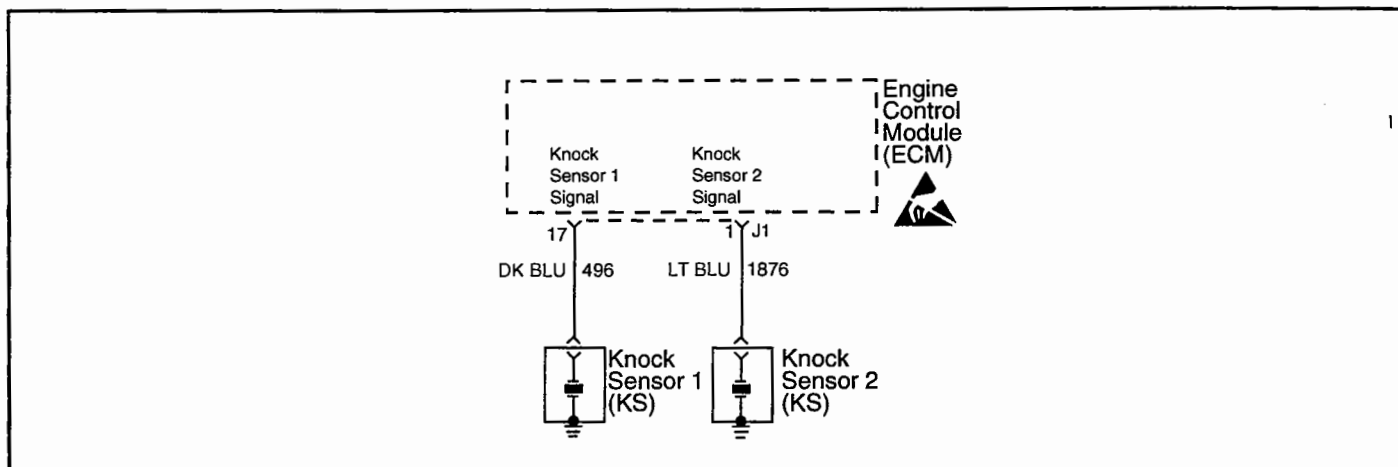 Engine
Control
Module
(ECM)
Knock
Sensor 1
Signal
Knock
Sensor 2
Signal
17
1 J1
DK BLU 496
LT BLU 1876
Knock
Sensor 1
(KS)
Knock
Sensor 2
(KS)